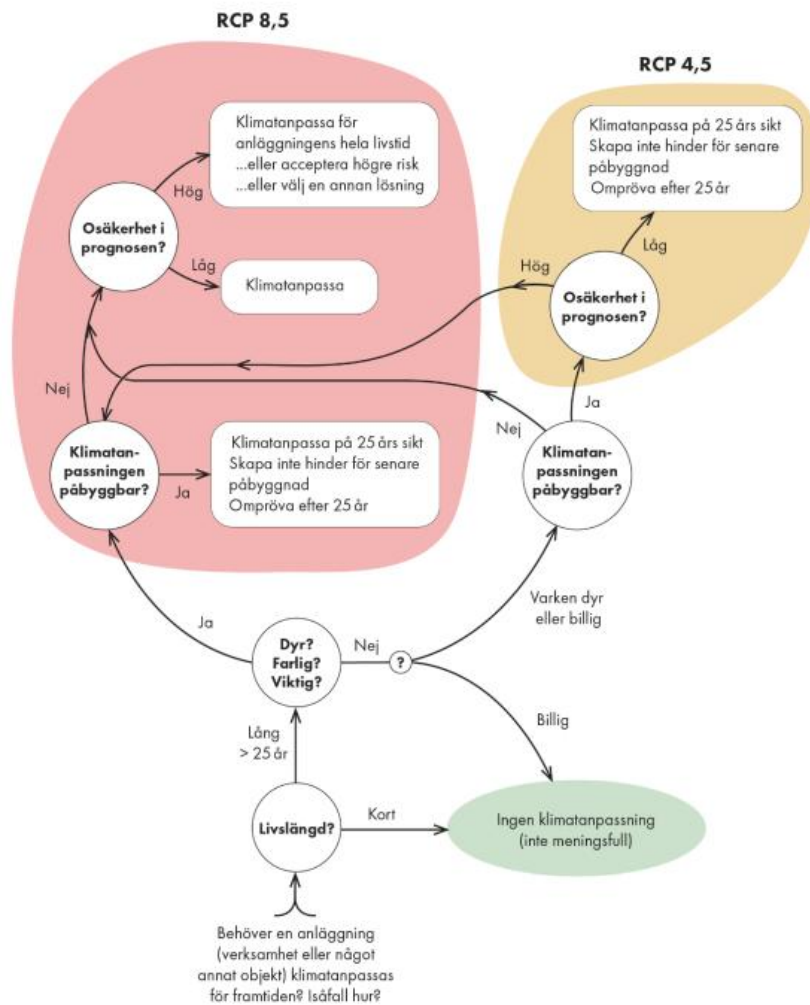 RCP 8,5
RCP 4,5
Klimatanpassa för
anläggningens hela livstid
...eller acceptera högre risk
...eller välj en annan lösning
Klimatanpassa på 25 års sikt
Skapa inte hinder för senare
påbyggnad
Ompröva efter 25 år
Hög
Osäkerhet i
prognosen?
Låg
Klimatanpassa
Låg
Hög
Osäkerhet i
prognosen?
Nej
Ja
Nej
Klimatan-
passningen
påbyggbar?
Ja
Klimatanpassa på 25 års sikt
Skapa inte hinder för senare
påbyggnad
Ompröva efter 25 år
Klimatan-
passningen
påbyggbar?
Varken dyr
eller billig
Ja
Dyr?
Farlig?
Viktig?
Nej
?
Billig
Lång
> 25 år
Livslängd?
Kort
Ingen klimatanpassning
(inte meningsfull)
Behöver en anläggning
(verksamhet eller något
annat objekt) klimatanpassas
för framtiden? Isåfall hur?